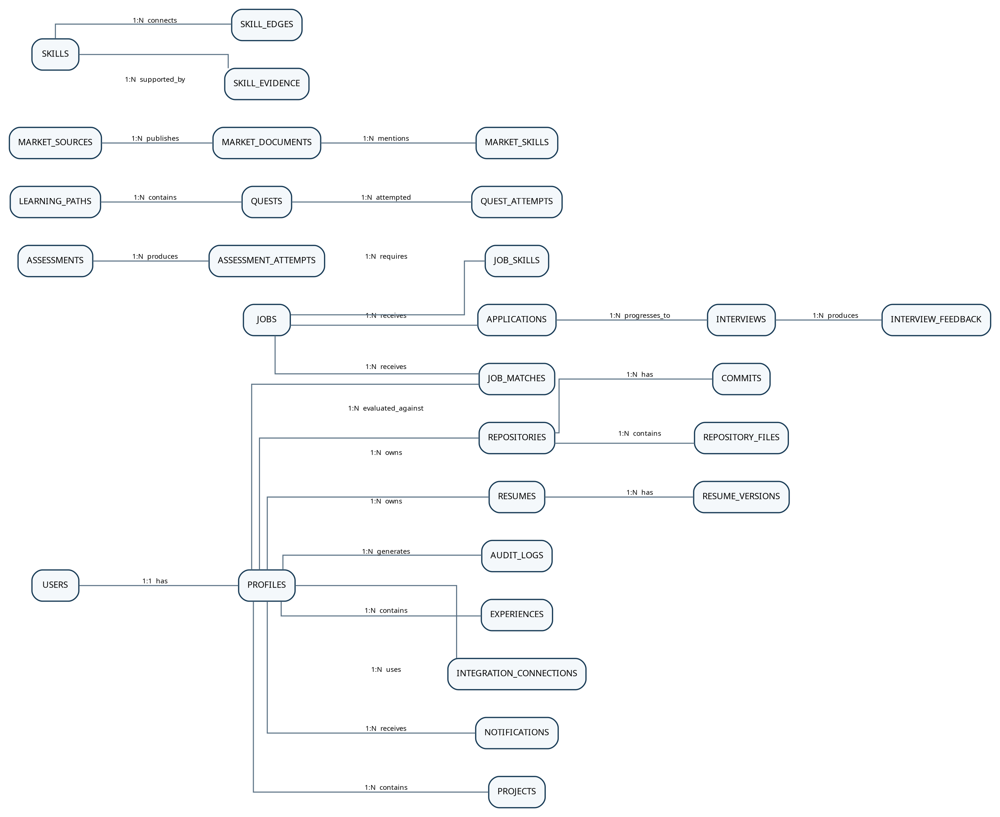 1:N  connects
SKILL_EDGES
SKILLS
1:N  supported_by
SKILL_EVIDENCE
MARKET_SOURCES
1:N  publishes
MARKET_DOCUMENTS
1:N  mentions
MARKET_SKILLS
LEARNING_PATHS
1:N  contains
QUESTS
1:N  attempted
QUEST_ATTEMPTS
ASSESSMENTS
1:N  produces
ASSESSMENT_ATTEMPTS
1:N  requires
JOB_SKILLS
JOBS
1:N  receives
APPLICATIONS
1:N  progresses_to
INTERVIEWS
1:N  produces
INTERVIEW_FEEDBACK
1:N  receives
JOB_MATCHES
1:N  has
COMMITS
1:N  evaluated_against
REPOSITORIES
1:N  contains
REPOSITORY_FILES
1:N  owns
1:N  owns
RESUMES
1:N  has
RESUME_VERSIONS
1:N  generates
AUDIT_LOGS
USERS
1:1  has
PROFILES
1:N  contains
EXPERIENCES
1:N  uses
INTEGRATION_CONNECTIONS
1:N  receives
NOTIFICATIONS
1:N  contains
PROJECTS